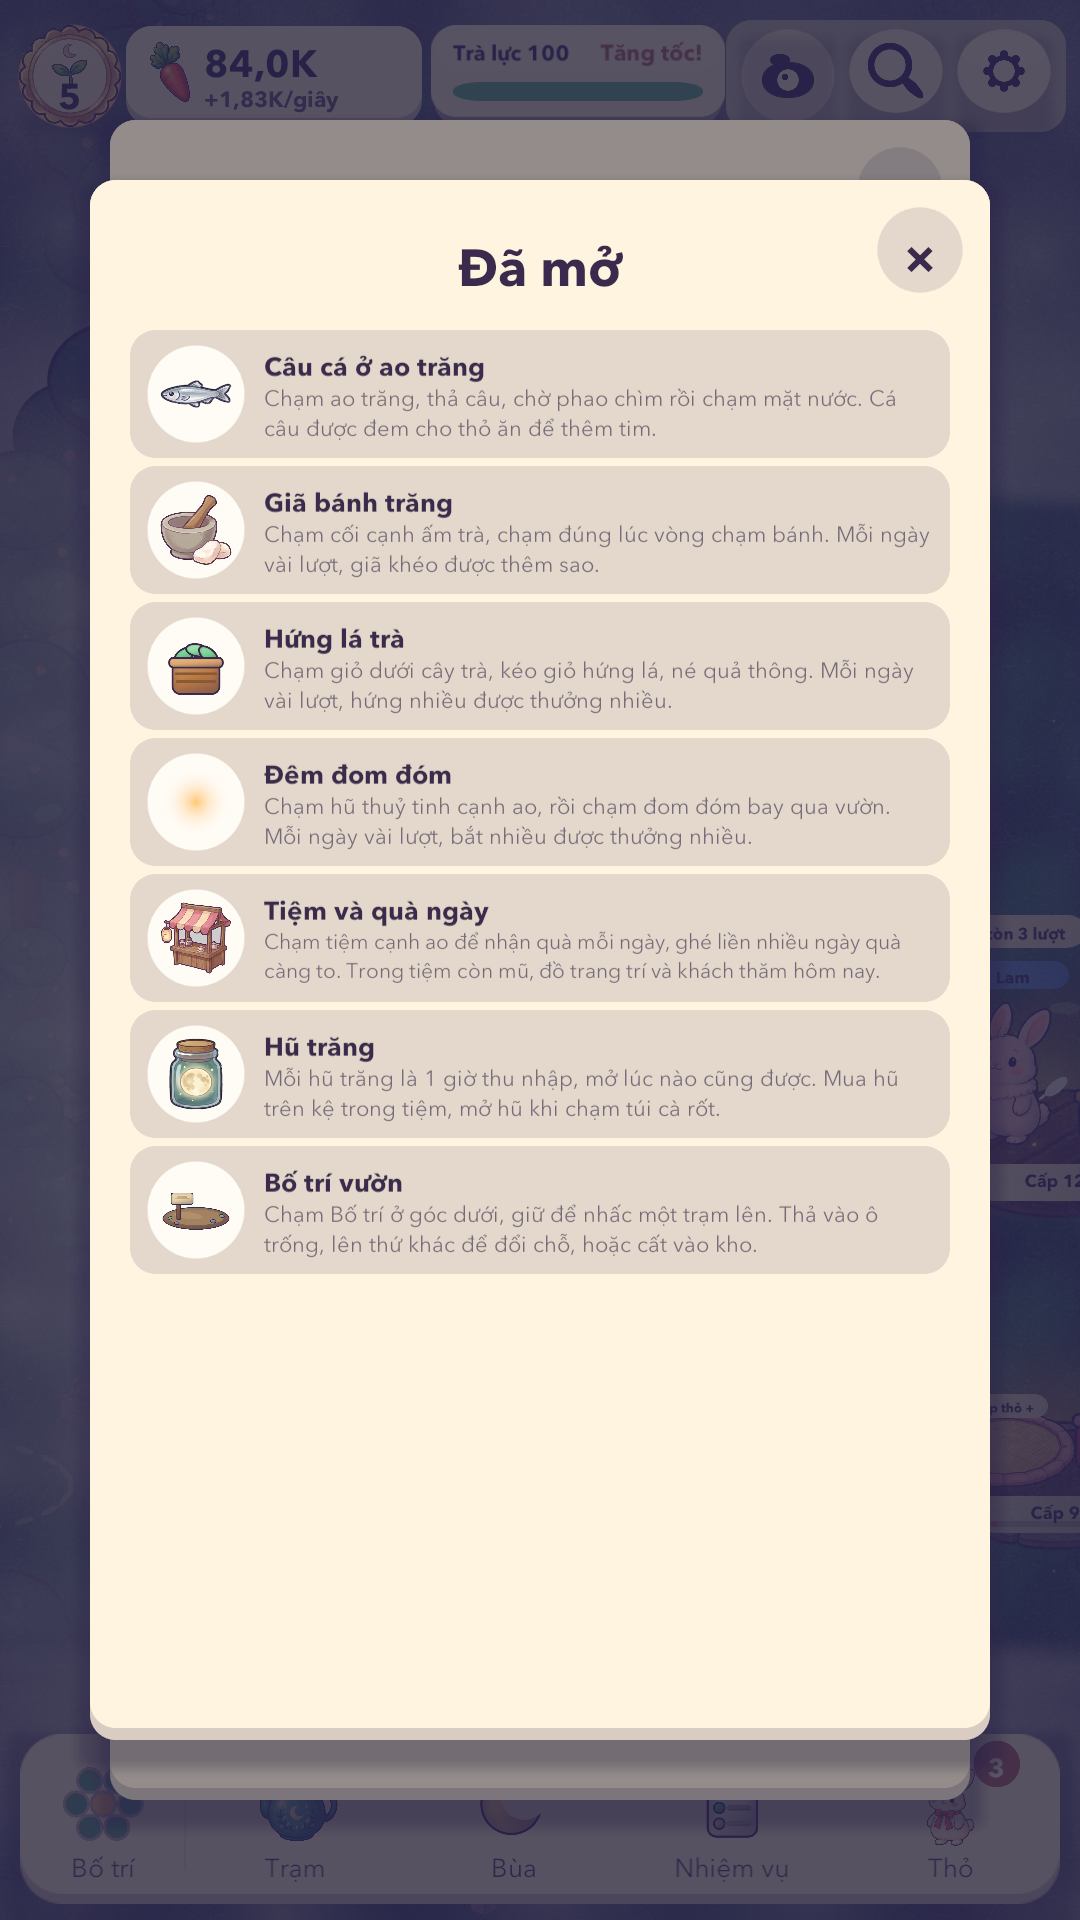 5
84,0K
+1,83K/giây
Trà lực 100 Tăng tốc!
Đã mở
Câu cá ở ao trăng
Chạm ao trăng, thả câu, chờ phao chìm rồi chạm mặt nước. Cá
câu được đem cho thỏ ăn để thêm tim.
Giã bánh trăng
Chạm cối cạnh ấm trà, chạm đúng lúc vòng chạm bánh. Mỗi ngày
vài lượt, giã khéo được thêm sao.
Hứng lá trà
Chạm giỏ dưới cây trà, kéo giỏ hứng lá, né quả thông. Mỗi ngày
vài lượt, hứng nhiều được thưởng nhiều.
Đêm đom đóm
Chạm hũ thuỷ tinh cạnh ao, rồi chạm đom đóm bay qua vườn.
Mỗi ngày vài lượt, bắt nhiều được thưởng nhiều.
Tiệm và quà ngày
Chạm tiệm cạnh ao để nhận quà mỗi ngày, ghé liền nhiều ngày quà
càng to. Trong tiệm còn mũ, đồ trang trí và khách thăm hôm nay.
Hũ trăng
Mỗi hũ trăng là 1 giờ thu nhập, mở lúc nào cũng được. Mua hũ
trên kệ trong tiệm, mở hũ khi chạm túi cà rốt.
Bố trí vườn
Chạm Bố trí ở góc dưới, giữ để nhấc một trạm lên. Thả vào ô
trống, lên thứ khác để đổi chỗ, hoặc cất vào kho.
còn 3 lượt
Lam
Cấp 12
thỏ +
Cấp 9
3
Bố trí
Trạm
Bùa
Nhiệm vụ
Thỏ